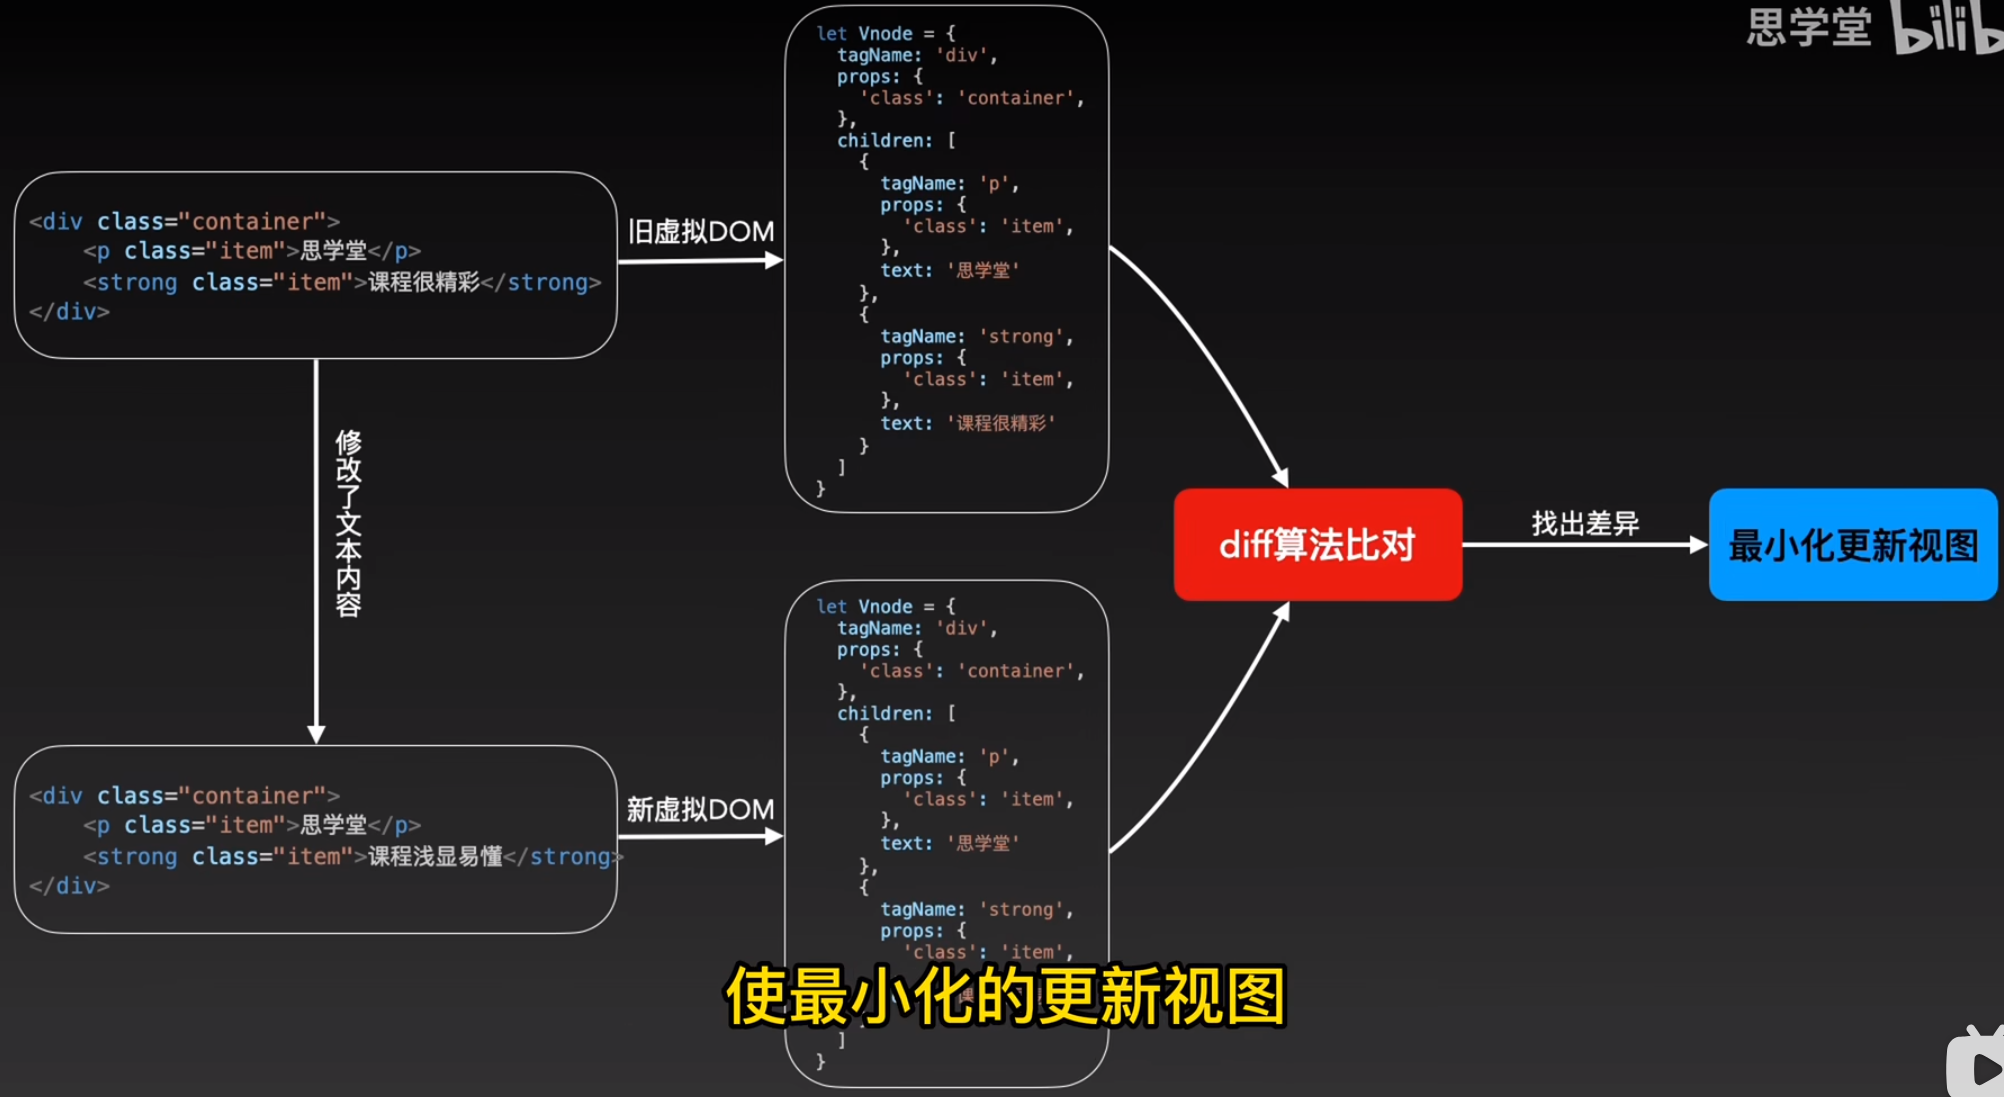 思学堂 bilib
<div class="container">
<p class="item">思学堂</p>
<strong class="item">课程很精彩</strong>
</div>
修改了文本内容
<div class="container">
<p class="item">思学堂</p>
<strong class="item">课程浅显易懂</strong>
</div>
旧虚拟DOM
let Vnode = {
tagName: 'div',
props: {
'class': 'container',
},
children: [
{
tagName: 'p',
props: {
'class': 'item',
},
text: '思学堂'
},
{
tagName: 'strong',
props: {
'class': 'item',
},
text: '课程很精彩'
}
]
}
新虚拟DOM
let Vnode = {
tagName: 'div',
props: {
'class': 'container',
},
children: [
{
tagName: 'p',
props: {
'class': 'item',
},
text: '思学堂'
},
{
tagName: 'strong',
props: {
'class': 'item',
]
}
diff算法比对
找出差异
最小化更新视图
使最小化的更新视图